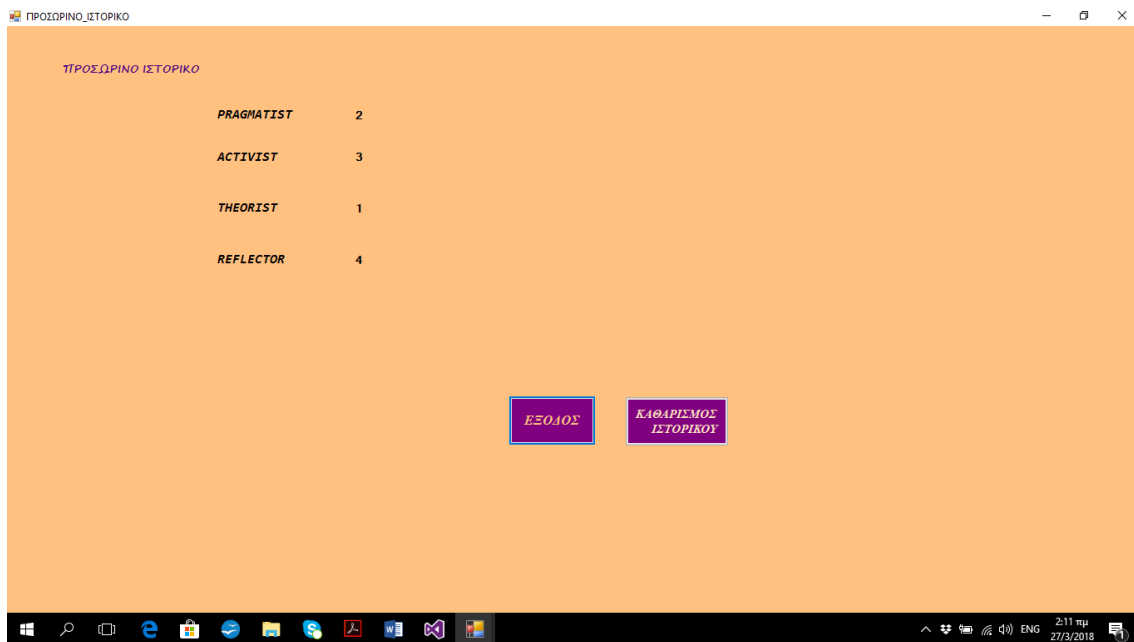 ΠΡΟΣΩΡΙΝΟ_ΙΣΤΟΡΙΚΟ
ΠΡΟΣΩΡΙΝΟ ΙΣΤΟΡΙΚΟ
PRAGMATIST 2
ACTIVIST 3
THEORIST 1
REFLECTOR 4
ΕΞΟΔΟΣ
ΚΑΘΑΡΙΣΜΟΣ
ΙΣΤΟΡΙΚΟΥ
ENG
2:11 πμ
27/3/2018
1